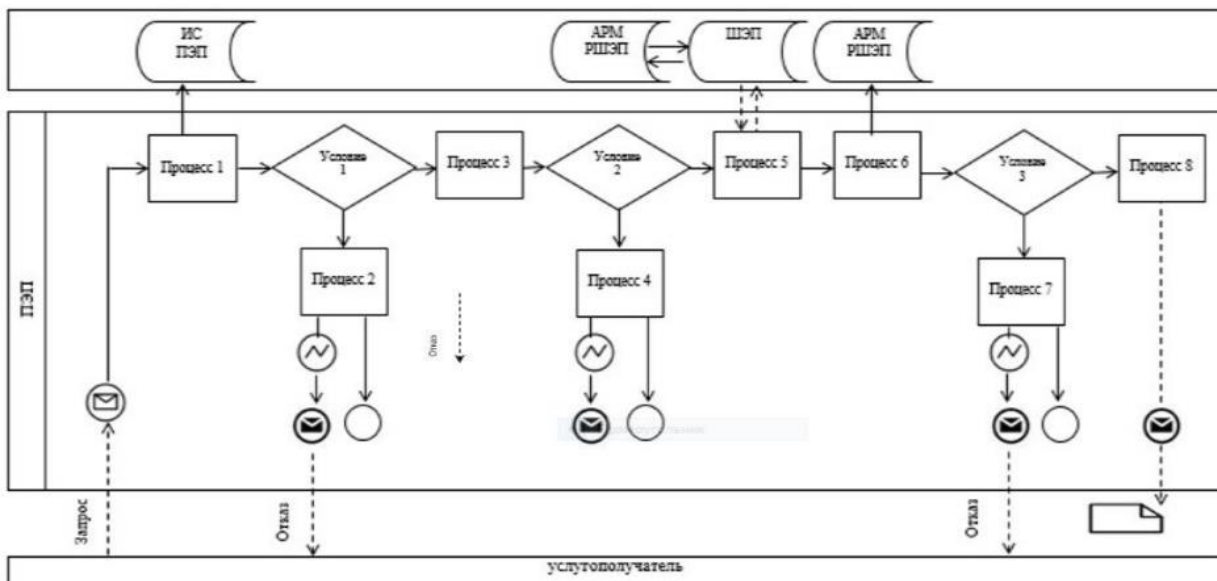 ИС
ПЭП
АРМ
РШЭП
ШЭП
АРМ
РШЭП
ПЭП
Процесс 1
Условие
1
Процесс 3
Условие
2
Процесс 5
Процесс 6
Условие
3
Процесс 8
Процесс 2
Процесс 4
Процесс 7
Отказ
Запрос
Отказ
Отказ
услугополучатель